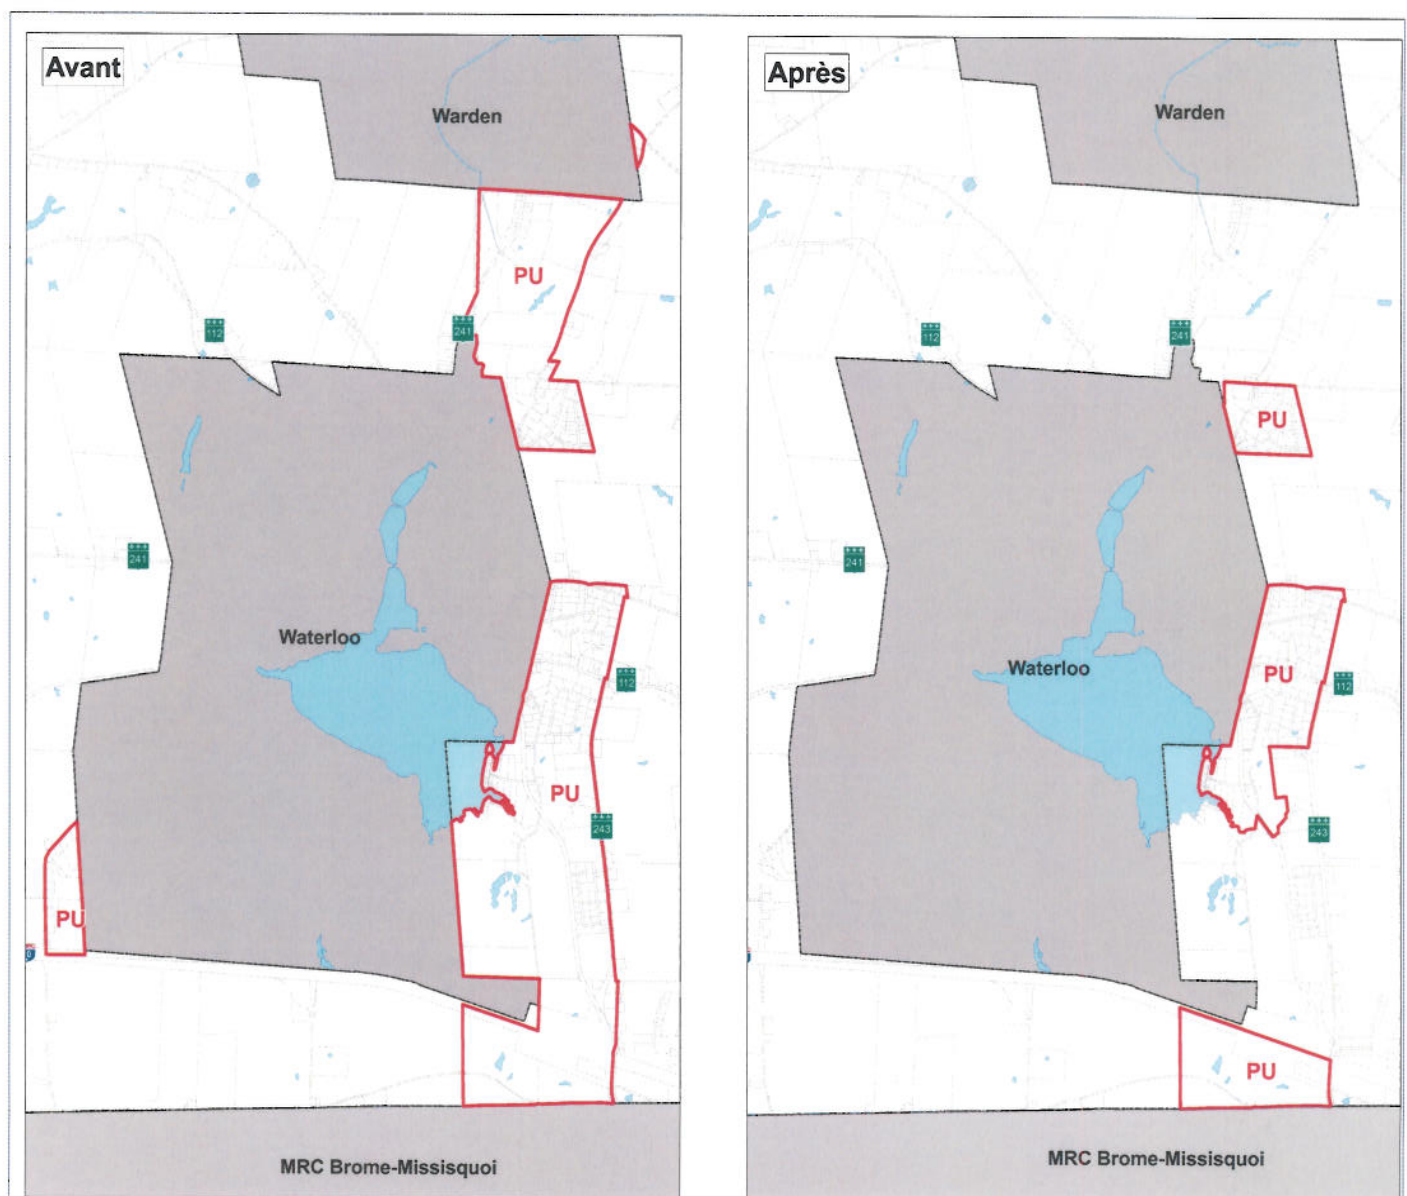 Avant
Warden
PU
112
241
241
Waterloo
112
PU
243
PU
MRC Brome-Missisquoi
Après
Warden
112
241
PU
241
Waterloo
PU
112
243
PU
MRC Brome-Missisquoi